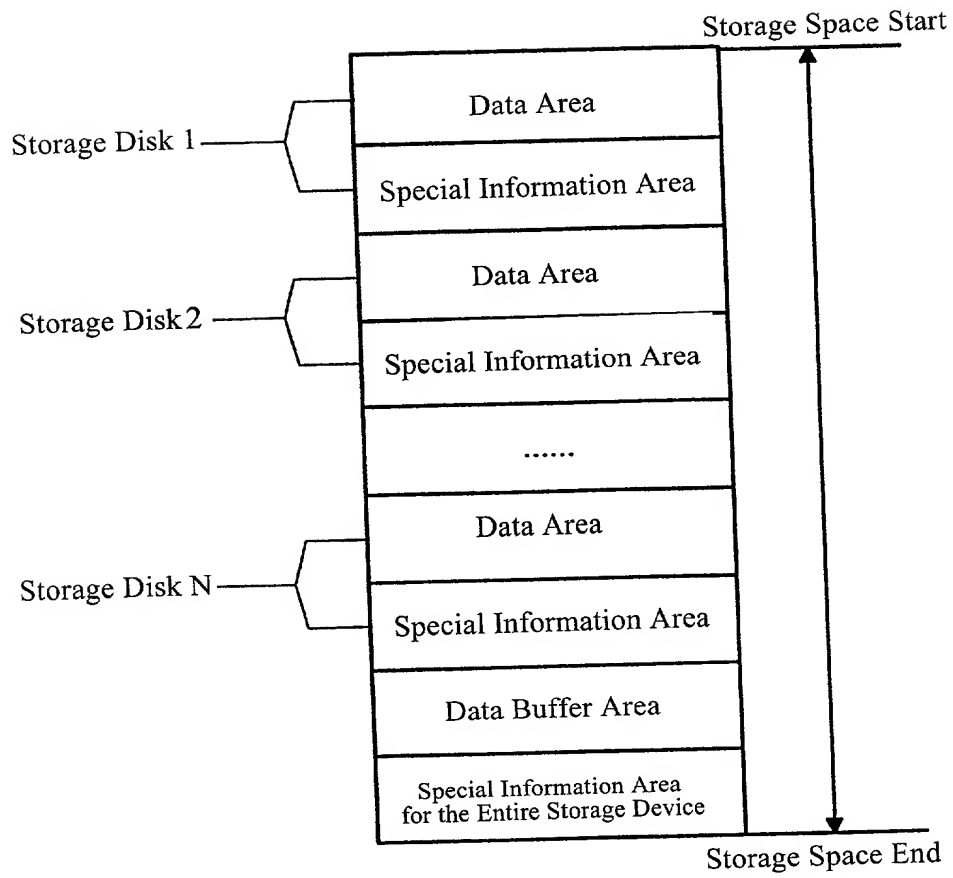 Storage Space Start
Data Area
Storage Disk 1
Special Information Area
Data Area
Storage Disk 2
Special Information Area
......
Data Area
Storage Disk N
Special Information Area
Data Buffer Area
Special Information Area
for the Entire Storage Device
Storage Space End